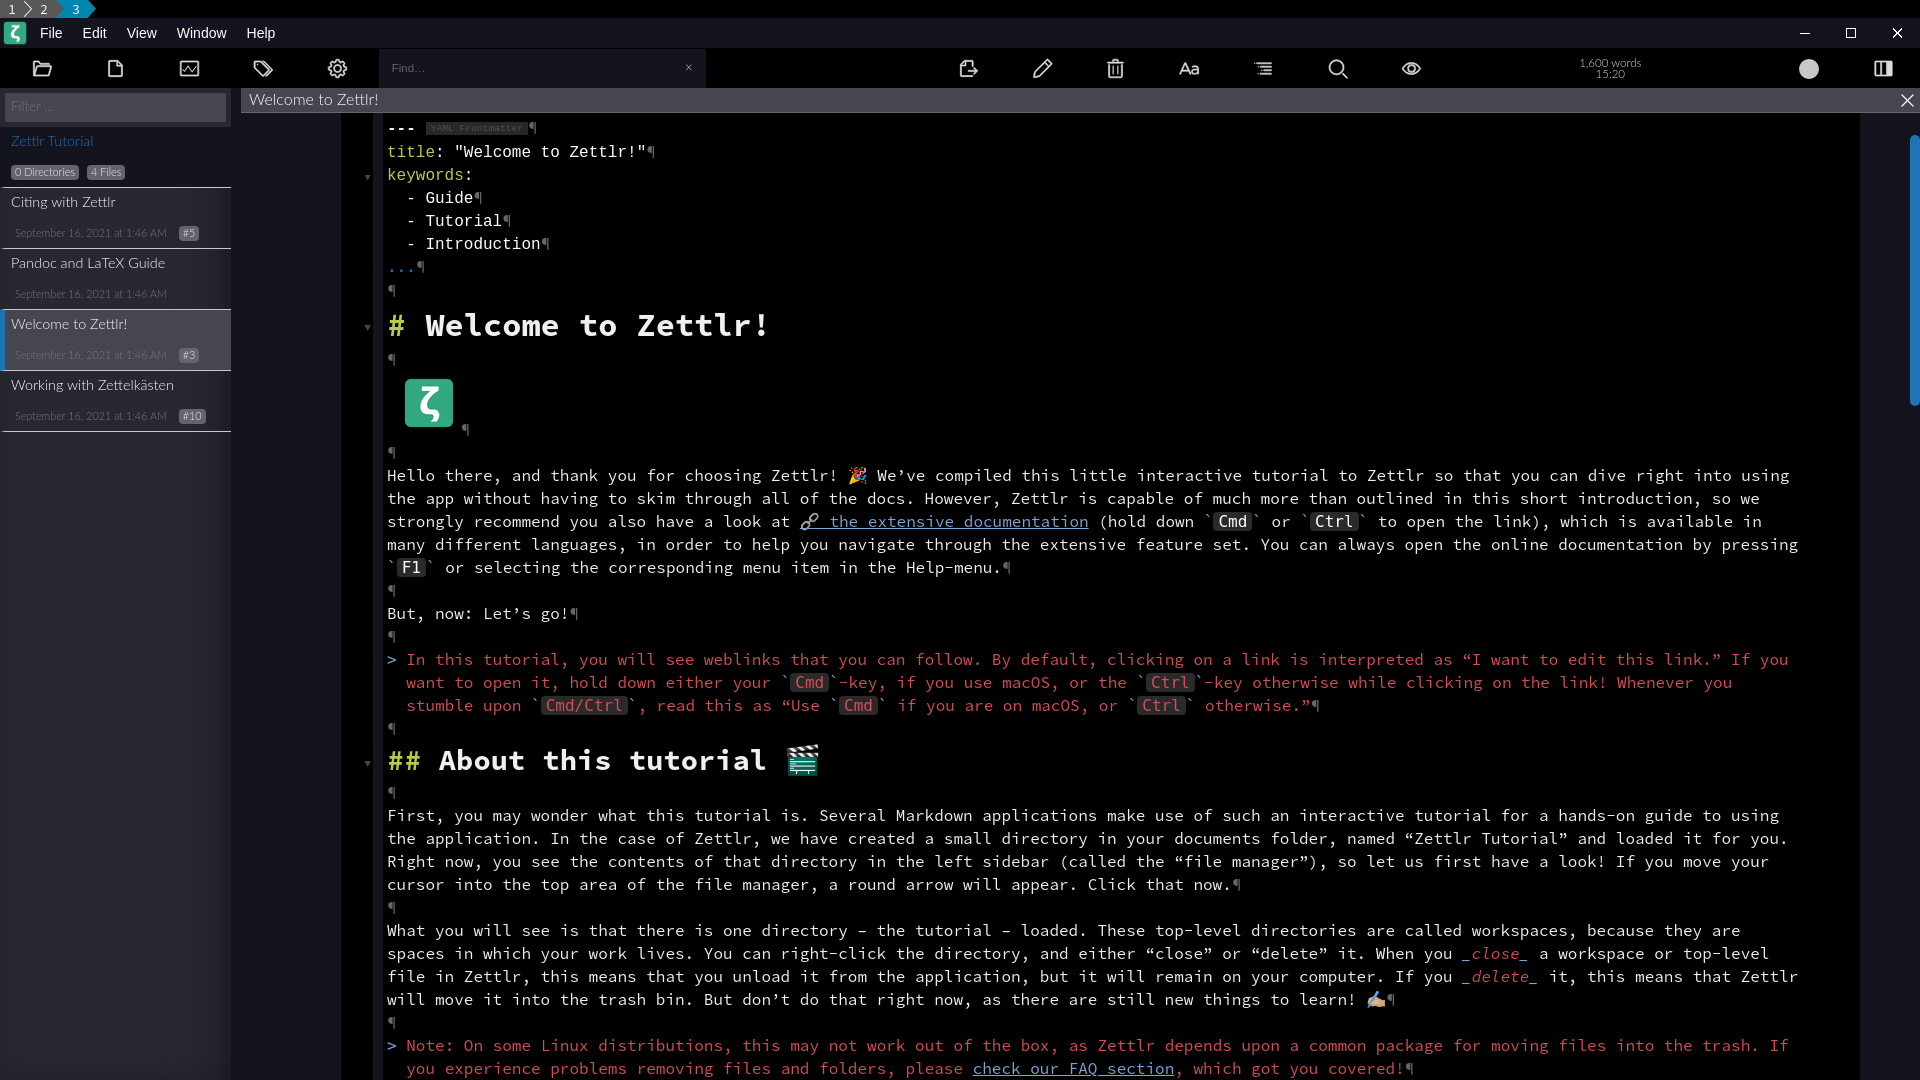 1 2 3
File Edit View Window Help
Find… × 1,600 words
15:20
Filter ...
Welcome to Zettlr!
Zettlr Tutorial
0 Directories 4 Files
Citing with Zettlr
September 16, 2021 at 1:46 AM #5
Pandoc and LaTeX Guide
September 16, 2021 at 1:46 AM
Welcome to Zettlr!
September 16, 2021 at 1:46 AM #3
Working with Zettelkästen
September 16, 2021 at 1:46 AM #10
--- YAML Frontmatter¶
title: "Welcome to Zettlr!"¶
keywords:
- Guide¶
- Tutorial¶
- Introduction¶
...¶
¶
# Welcome to Zettlr!
¶
ζ ¶
¶
Hello there, and thank you for choosing Zettlr! 🎉 We’ve compiled this little interactive tutorial to Zettlr so that you can dive right into using
the app without having to skim through all of the docs. However, Zettlr is capable of much more than outlined in this short introduction, so we
strongly recommend you also have a look at 🔗 the extensive documentation (hold down `Cmd` or `Ctrl` to open the link), which is available in
many different languages, in order to help you navigate through the extensive feature set. You can always open the online documentation by pressing
`F1` or selecting the corresponding menu item in the Help-menu.¶
¶
But, now: Let’s go!¶
¶
> In this tutorial, you will see weblinks that you can follow. By default, clicking on a link is interpreted as “I want to edit this link.” If you
want to open it, hold down either your `Cmd`-key, if you use macOS, or the `Ctrl`-key otherwise while clicking on the link! Whenever you
stumble upon `Cmd/Ctrl`, read this as “Use `Cmd` if you are on macOS, or `Ctrl` otherwise.”¶
¶
## About this tutorial 🎬
¶
First, you may wonder what this tutorial is. Several Markdown applications make use of such an interactive tutorial for a hands-on guide to using
the application. In the case of Zettlr, we have created a small directory in your documents folder, named “Zettlr Tutorial” and loaded it for you.
Right now, you see the contents of that directory in the left sidebar (called the “file manager”), so let us first have a look! If you move your
cursor into the top area of the file manager, a round arrow will appear. Click that now.¶
¶
What you will see is that there is one directory – the tutorial – loaded. These top-level directories are called workspaces, because they are
spaces in which your work lives. You can right-click the directory, and either “close” or “delete” it. When you _close_ a workspace or top-level
file in Zettlr, this means that you unload it from the application, but it will remain on your computer. If you _delete_ it, this means that Zettlr
will move it into the trash bin. But don’t do that right now, as there are still new things to learn! ✍🏼¶
¶
> Note: On some Linux distributions, this may not work out of the box, as Zettlr depends upon a common package for moving files into the trash. If
you experience problems removing files and folders, please check our FAQ section, which got you covered!¶